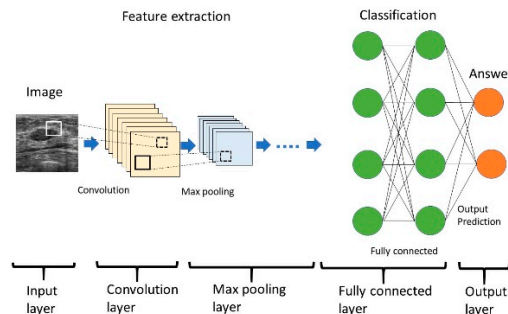 Feature extraction
Classification
Image
Answe
Convolution
Max pooling
Output
Prediction
Fully connected
Input
layer
Convolution
layer
Max pooling
layer
Fully connected
layer
Output
layer